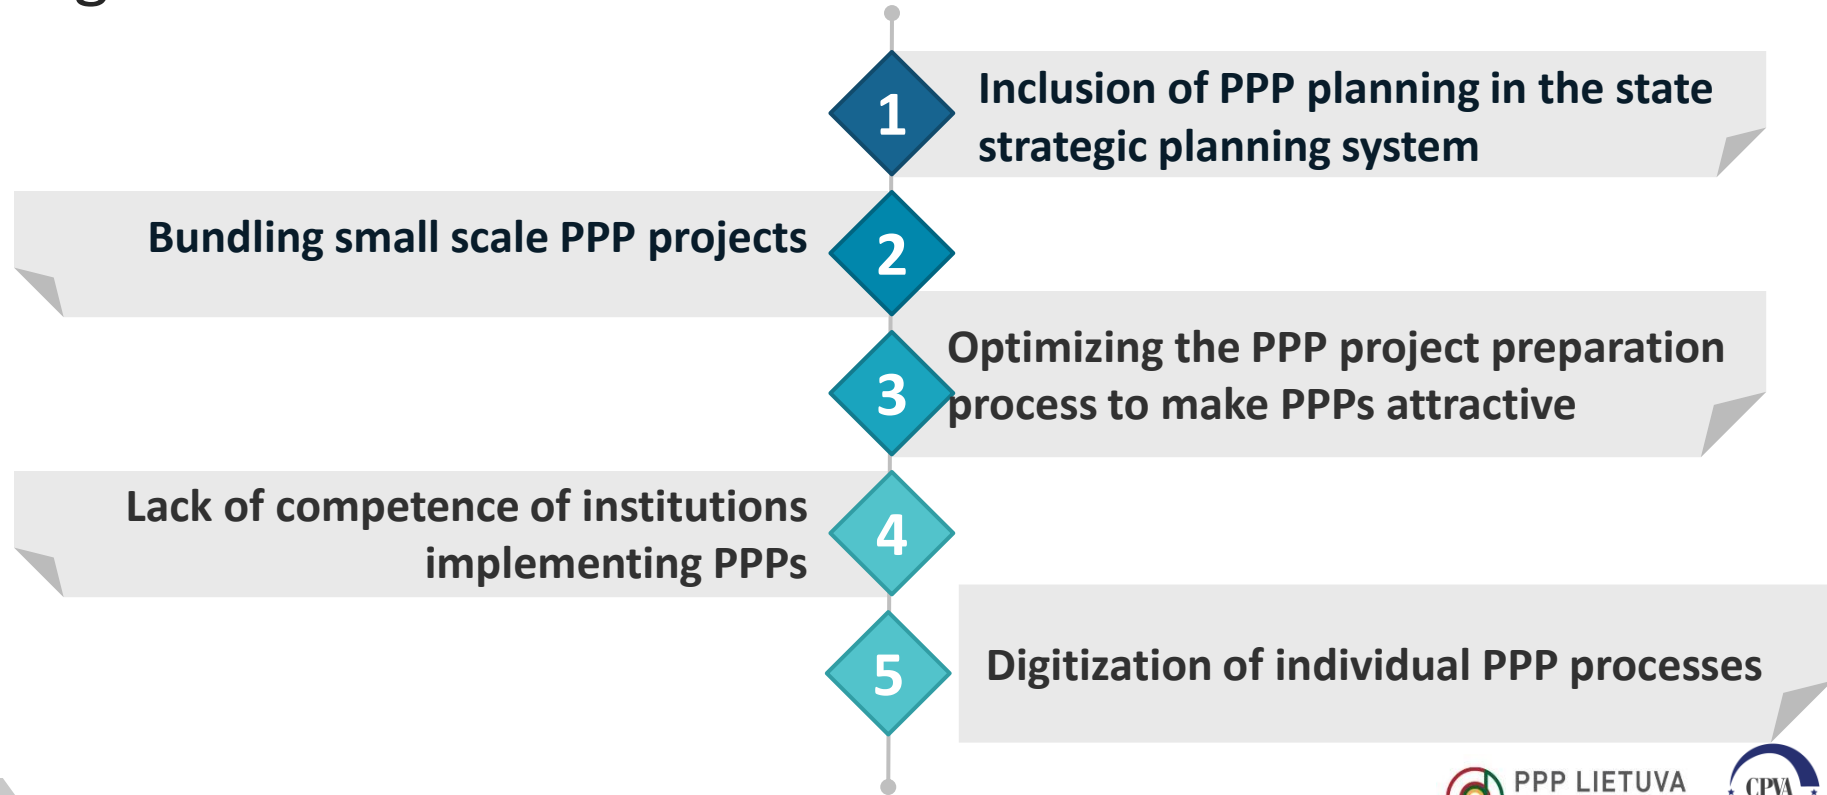 1
Inclusion of PPP planning in the state
strategic planning system
Bundling small scale PPP projects
2
3
Optimizing the PPP project preparation
process to make PPPs attractive
Lack of competence of institutions
implementing PPPs
4
5
Digitization of individual PPP processes
PPP LIETUVA
CPVA